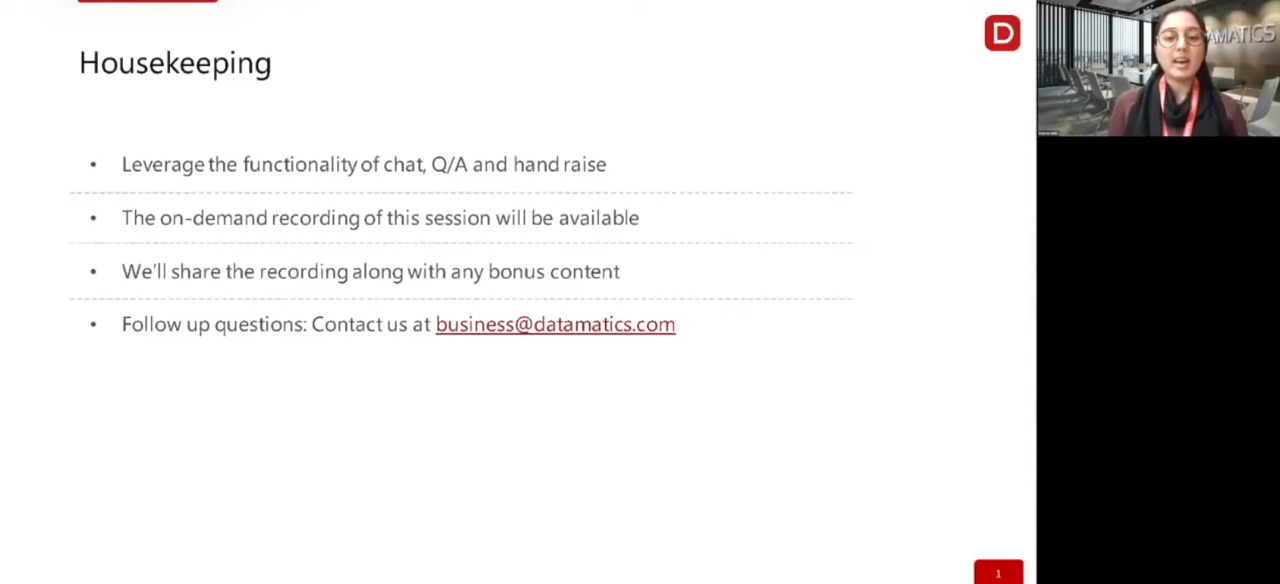 Housekeeping
D
AMATICS
• Leverage the functionality of chat, Q/A and hand raise
• The on-demand recording of this session will be available
• We'll share the recording along with any bonus content
• Follow up questions: Contact us at business@datamatics.com
1